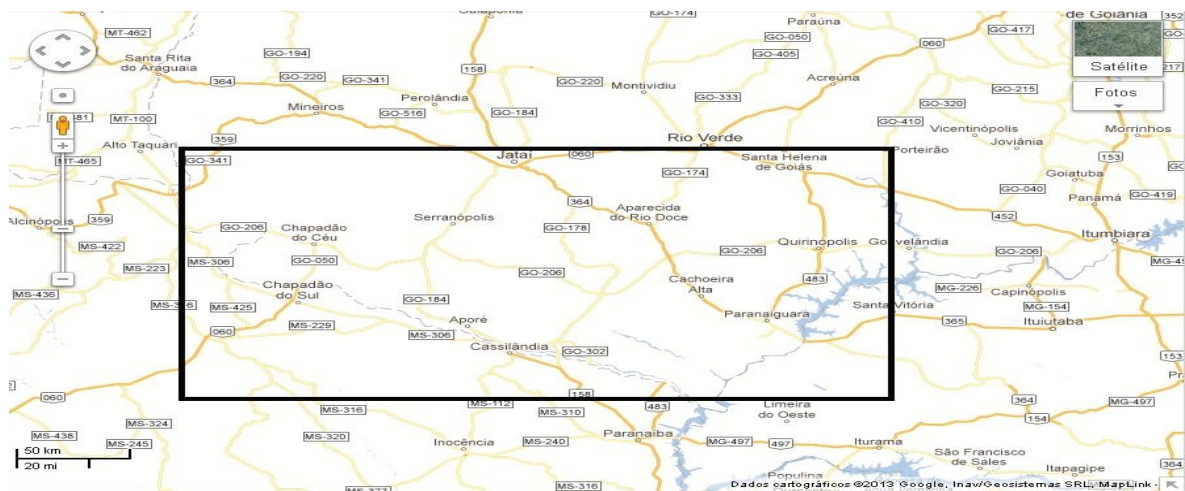 GO-174
Paraúna
de Goiânia
MT-462
GO-050
060
GO-417
Santa Rita
do Araguaia
GO-194
158
GO-405
Satélite
217
364
GO-220
GO-341
GO-220
Montividiu
Acreúna
GO-215
Fotos
Perolândia
GO-333
GO-320
Mineiros
GO-516
GO-184
GO-410
Vicentinópolis
Morrinhos
MT-100
Rio Verde
Joviânia
359
Alto Taquari
Jataí
060
Santa Helena
de Goiás
Porteirão
153
MT-465
GO-341
GO-174
Goiatuba
GO-040
GO-419
364
Aparecida
do Rio Doce
Panamá
Alcinópolis
359
Serranópolis
452
GO-206
Chapadão
do Céu
GO-178
Itumbiara
MS-422
GO-206
Quirinópolis
GO-206
MS-306
GO-050
MS-223
GO-206
Cachoeira
Alta
483
MG-226
Capinópolis
MS-436
Chapadão
do Sul
GO-184
MS-425
Santa Vitória
MG-154
Paranaiguara
365
Ituiutaba
Aporé
MS-229
060
MS-306
Cassilândia
GO-302
153
060
158
364
MG-497
MS-316
MS-112
MS-310
483
Limeira
do Oeste
154
MS-324
MS-438
MS-245
MS-320
Inocência
MS-240
Paranaiba
MG-497
497
Iturama
50 km
20 mi
São Francisco
de Sales
364
Itapagipe
Populina
MS-316
MS-377
Dados cartográficos ©2013 Google, Inav/Geosistemas SRL, MapLink -